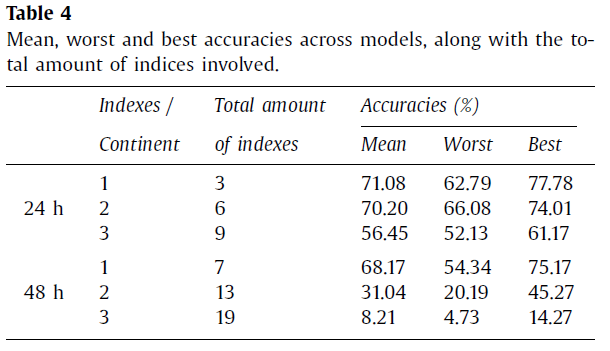 Table 4
Mean, worst and best accuracies across models, along with the to-
tal amount of indices involved.
Indexes / Total amount Accuracies (%)
Continent of indexes Mean Worst Best
1 3 71.08 62.79 77.78
24 h 2 6 70.20 66.08 74.01
3 9 56.45 52.13 61.17
1 7 68.17 54.34 75.17
48 h 2 13 31.04 20.19 45.27
3 19 8.21 4.73 14.27